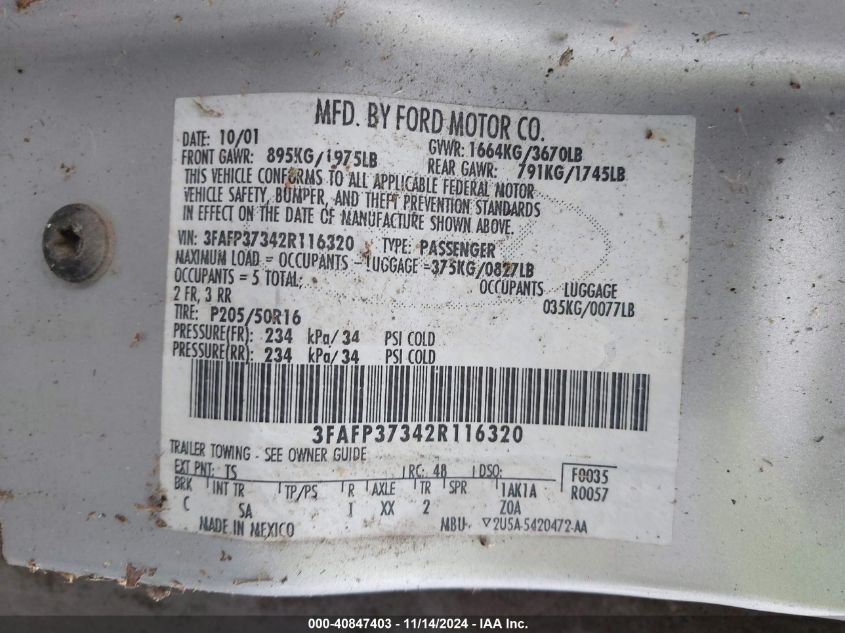 MFD. BY FORD MOTOR CO.
DATE: 10/01 GVWR: 1664KG/3670LB
FRONT GAWR: 895KG/1975LB REAR GAWR: 791KG/1745LB
THIS VEHICLE CONFORMS TO ALL APPLICABLE FEDERAL MOTOR
VEHICLE SAFETY, BUMPER, AND THEFT PREVENTION STANDARDS
IN EFFECT ON THE DATE OF MANUFACTURE SHOWN ABOVE.
VIN: 3FAFP37342R116320 TYPE: PASSENGER
MAXIMUM LOAD = OCCUPANTS - LUGGAGE =375KG/0827LB
OCCUPANTS = 5 TOTAL; OCCUPANTS LUGGAGE
2 FR, 3 RR 035KG/0077LB
TIRE: P205/50R16
PRESSURE(FR): 234 kPa/34 PSI COLD
PRESSURE(RR): 234 kPa/34 PSI COLD
3FAFP37342R116320
TRAILER TOWING - SEE OWNER GUIDE
EXT PNT: TS RC: 48 DSO: F0035
BRK INT TR TP/PS R AXLE TR SPR 1AK1A R0057
C SA I XX 2 Z0A
MADE IN MEXICO MBU- ▽2U5A-5420472-AA
000-40847403 - 11/14/2024 - IAA Inc.